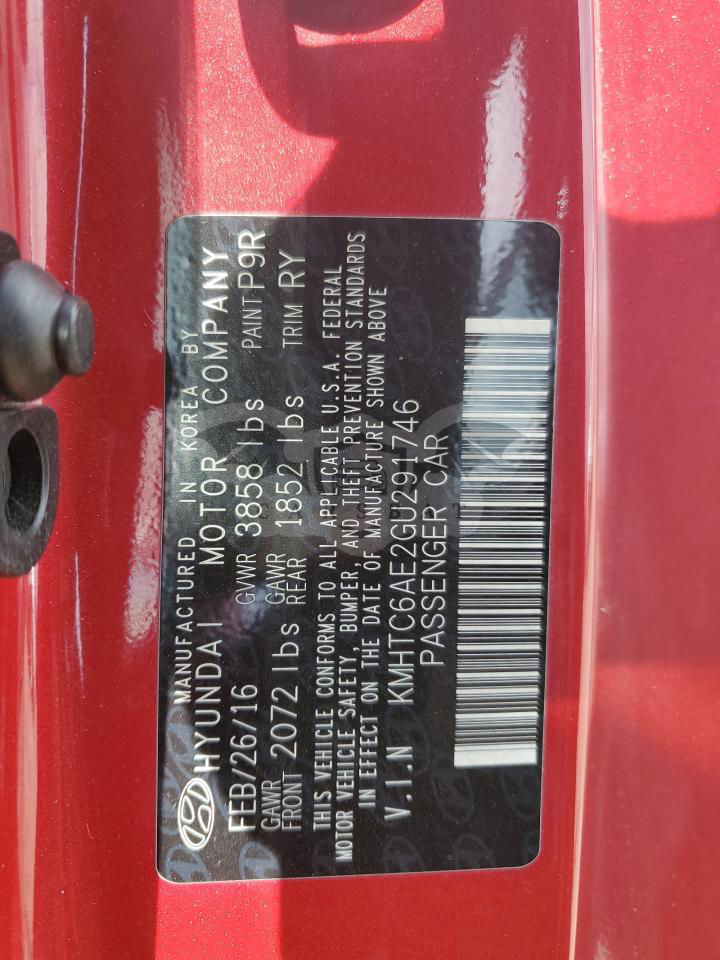 MANUFACTURED IN KOREA BY
HYUNDAI MOTOR COMPANY
FEB/26/16 GVWR 3858 lbs PAINT:P9R
GAWR FRONT 2072 lbs GAWR REAR 1852 lbs TRIM RY
THIS VEHICLE CONFORMS TO ALL APPLICABLE U.S.A. FEDERAL
MOTOR VEHICLE SAFETY, BUMPER, AND THEFT PREVENTION STANDARDS
IN EFFECT ON THE DATE OF MANUFACTURE SHOWN ABOVE
V.I.N KMHTC6AE2GU291746
PASSENGER CAR